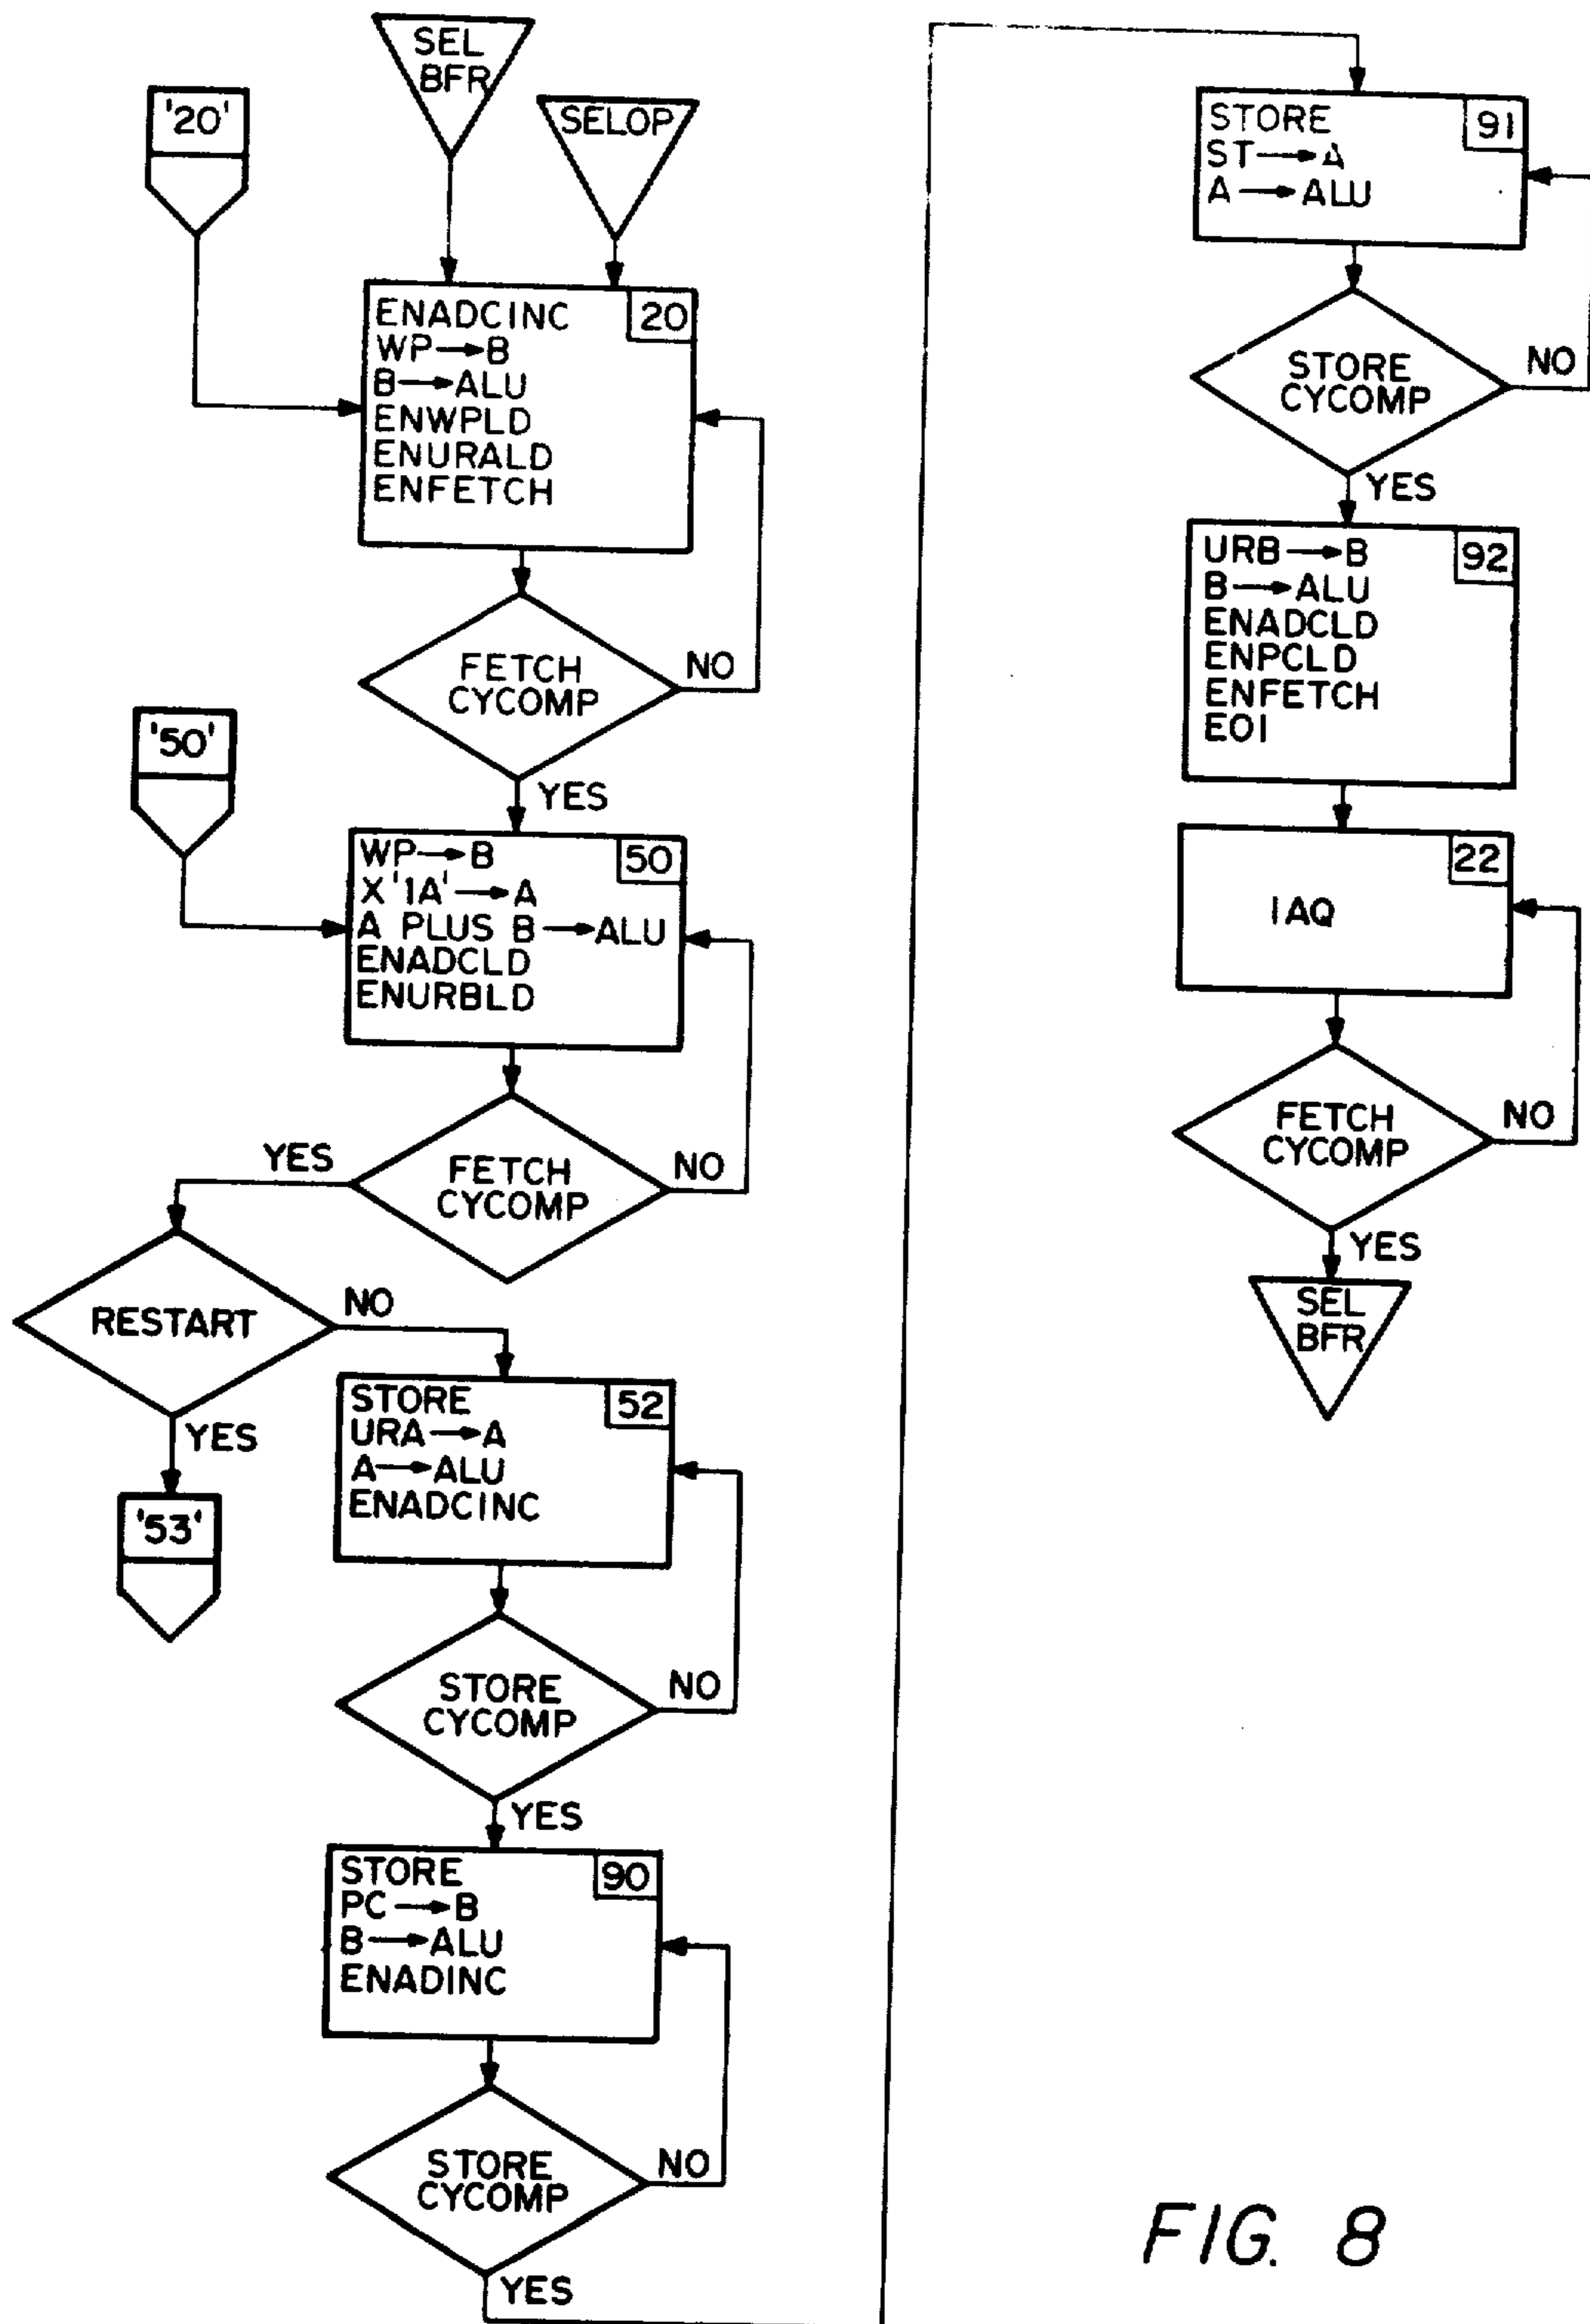 SEL
BFR
SELOP
'20'
20
ENADCINC
WP→B
B→ALU
ENWPLD
ENURALD
ENFETCH
FETCH
CYCOMP
NO
YES
'50'
50
WP→B
X'1A'→A
A PLUS B→ALU
ENADCLD
ENURBLD
FETCH
CYCOMP
YES
NO
RESTART
NO
YES
'53'
52
STORE
URA→A
A→ALU
ENADCINC
STORE
CYCOMP
NO
YES
90
STORE
PC→B
B→ALU
ENADINC
STORE
CYCOMP
NO
YES
91
STORE
ST→A
A→ALU
STORE
CYCOMP
NO
YES
92
URB→B
B→ALU
ENADCLD
ENPCLD
ENFETCH
EOI
22
IAQ
FETCH
CYCOMP
NO
YES
SEL
BFR
FIG. 8